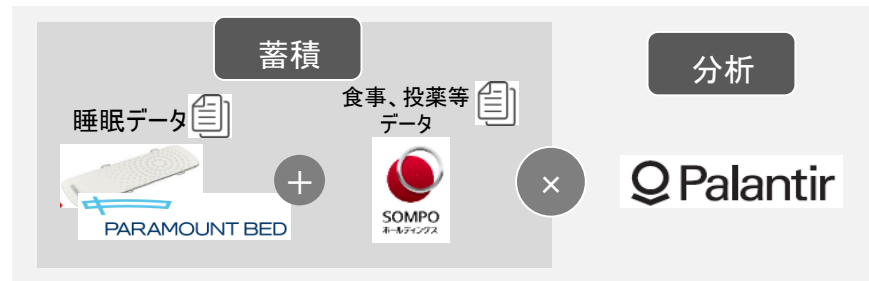 蓄積
分析
睡眠データ
食事、投薬等
データ
+
×
PARAMOUNT BED
SOMPO
ホールディングス
Palantir